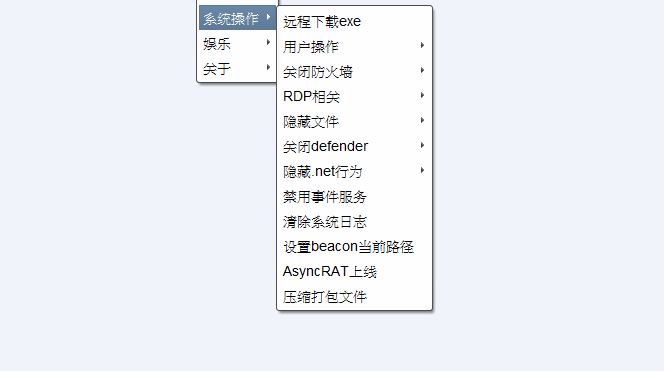 系统操作
娱乐
关于
远程下载exe
用户操作
关闭防火墙
RDP相关
隐藏文件
关闭defender
隐藏.net行为
禁用事件服务
清除系统日志
设置beacon当前路径
AsyncRAT上线
压缩打包文件